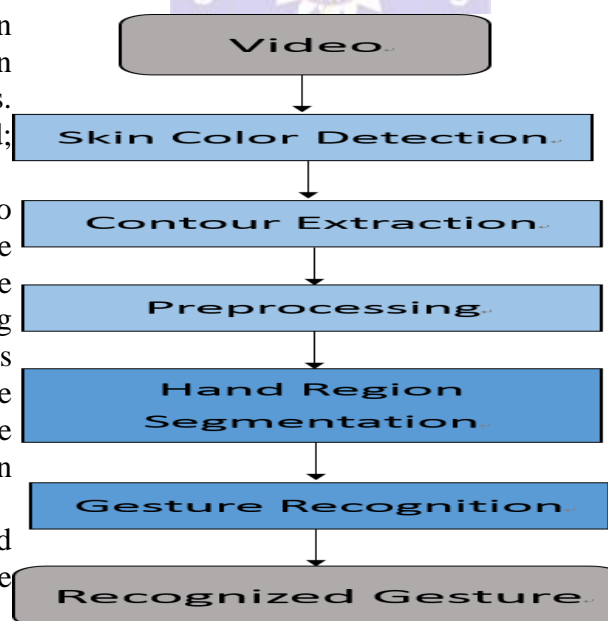 Video
Skin Color Detection
Contour Extraction
Preprocessing
Hand Region
Segmentation
Gesture Recognition
Recognized Gesture